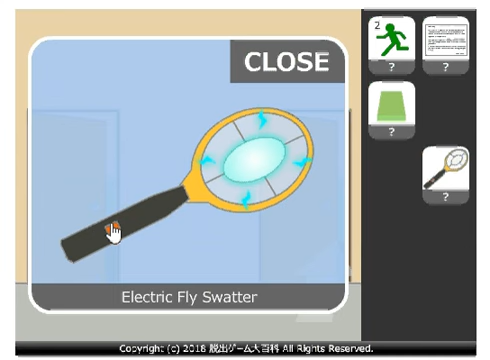 CLOSE
2
?
?
?
?
Electric Fly Swatter
Copyright (c) 2018 脱出ゲーム大百科 All Rights Reserved.